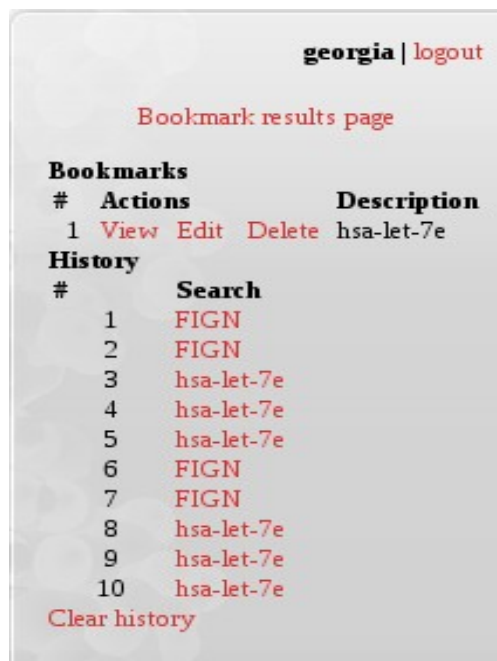 georgia | logout
Bookmark results page
Bookmarks
# Actions Description
1 View Edit Delete hsa-let-7e
History
# Search
1 FIGN
2 FIGN
3 hsa-let-7e
4 hsa-let-7e
5 hsa-let-7e
6 FIGN
7 FIGN
8 hsa-let-7e
9 hsa-let-7e
10 hsa-let-7e
Clear history